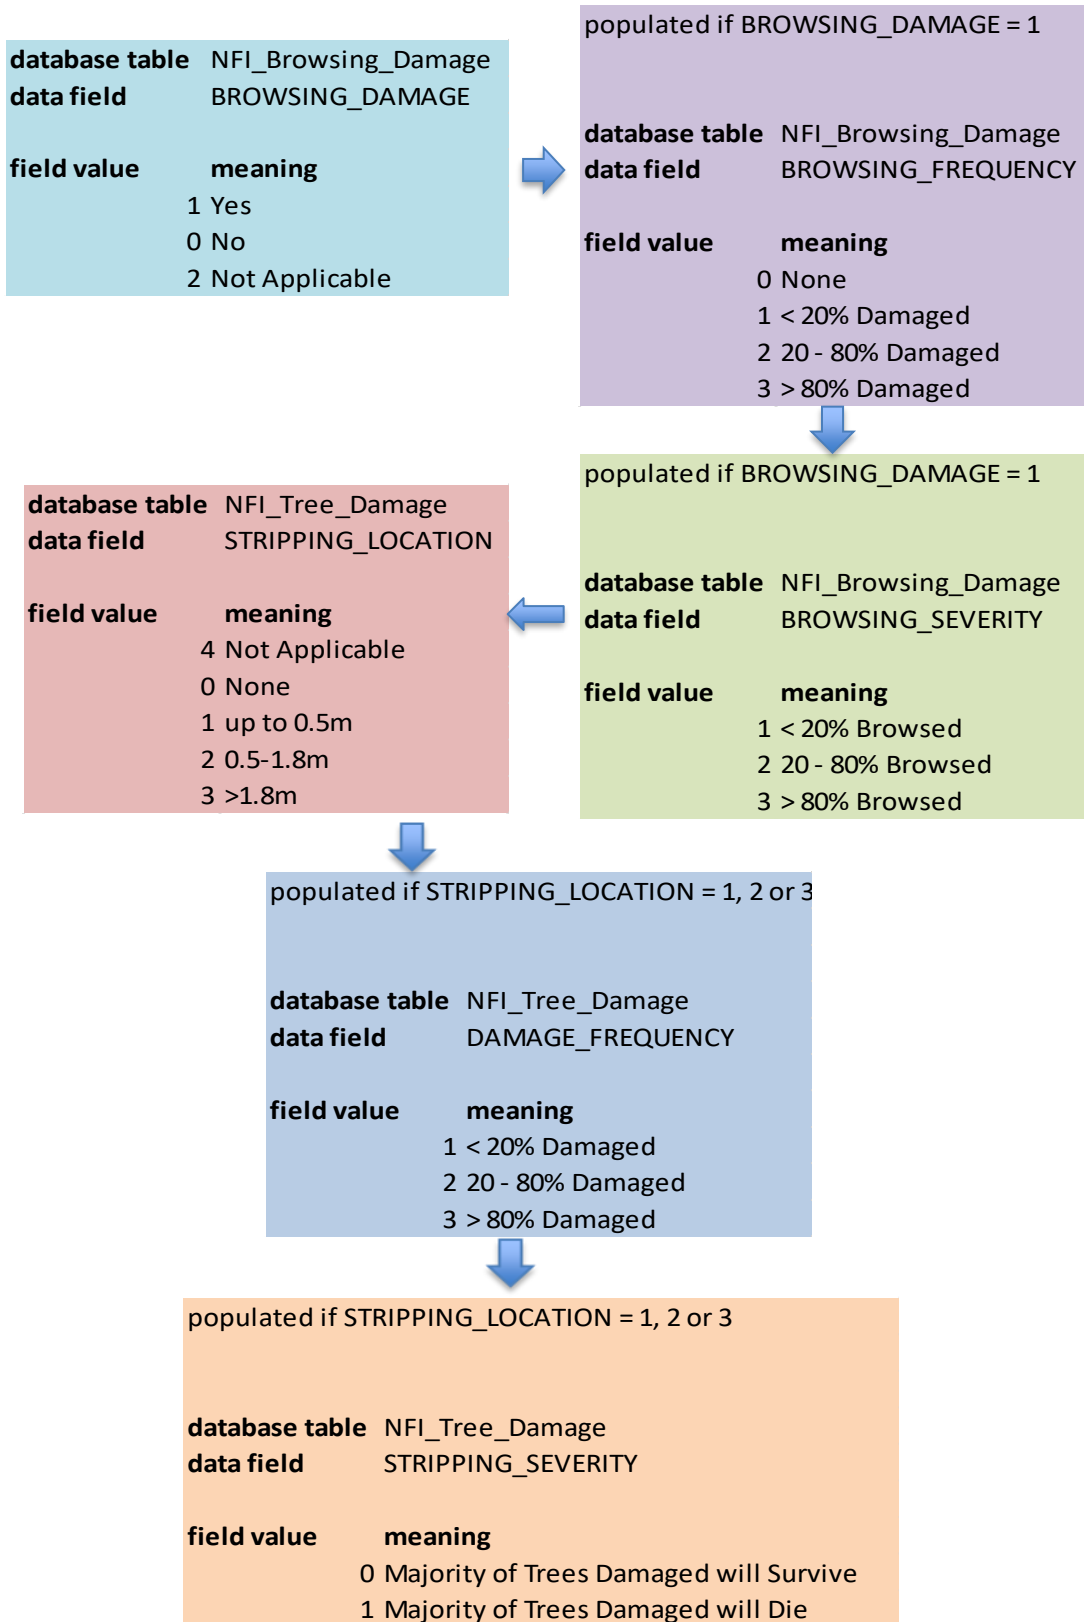 database table NFI_Browsing_Damage
data field BROWSING_DAMAGE
field value meaning
1 Yes
0 No
2 Not Applicable
populated if BROWSING_DAMAGE = 1
database table NFI_Browsing_Damage
data field BROWSING_FREQUENCY
field value meaning
0 None
1 < 20% Damaged
2 20 - 80% Damaged
3 > 80% Damaged
populated if BROWSING_DAMAGE = 1
database table NFI_Browsing_Damage
data field BROWSING_SEVERITY
field value meaning
1 < 20% Browsed
2 20 - 80% Browsed
3 > 80% Browsed
database table NFI_Tree_Damage
data field STRIPPING_LOCATION
field value meaning
4 Not Applicable
0 None
1 up to 0.5m
2 0.5-1.8m
3 >1.8m
populated if STRIPPING_LOCATION = 1, 2 or 3
database table NFI_Tree_Damage
data field DAMAGE_FREQUENCY
field value meaning
1 < 20% Damaged
2 20 - 80% Damaged
3 > 80% Damaged
populated if STRIPPING_LOCATION = 1, 2 or 3
database table NFI_Tree_Damage
data field STRIPPING_SEVERITY
field value meaning
0 Majority of Trees Damaged will Survive
1 Majority of Trees Damaged will Die